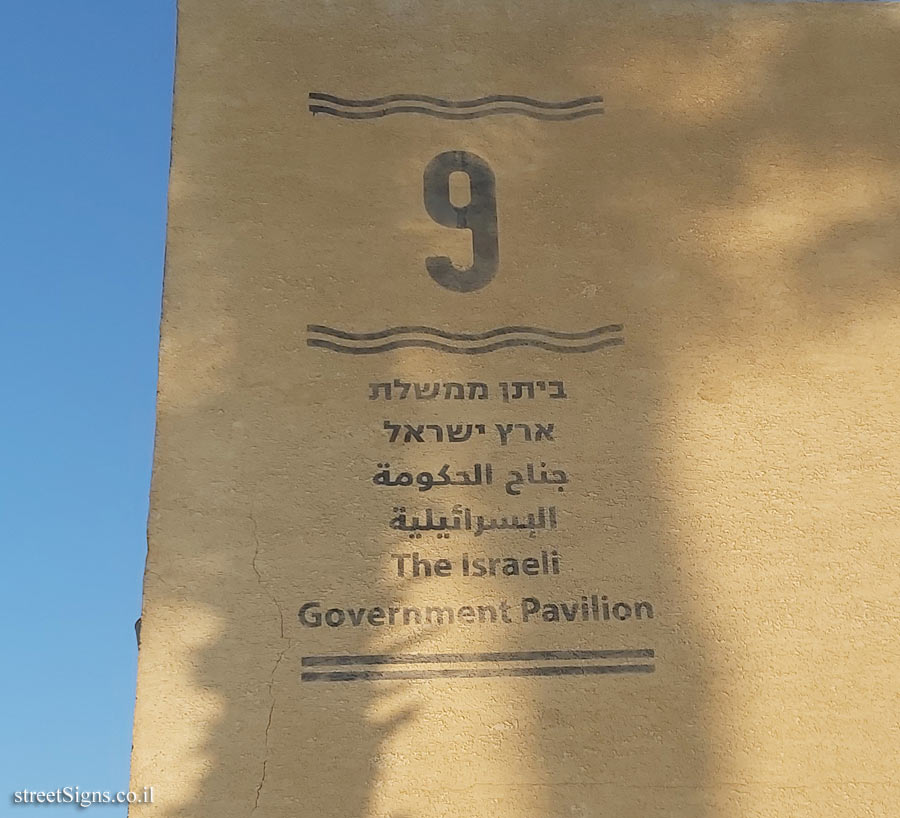 9
ביתן ממשלת
ארץ ישראל
جناح الحكومة
الإسرائيلية
The Israeli
Government Pavilion
streetSigns.co.il